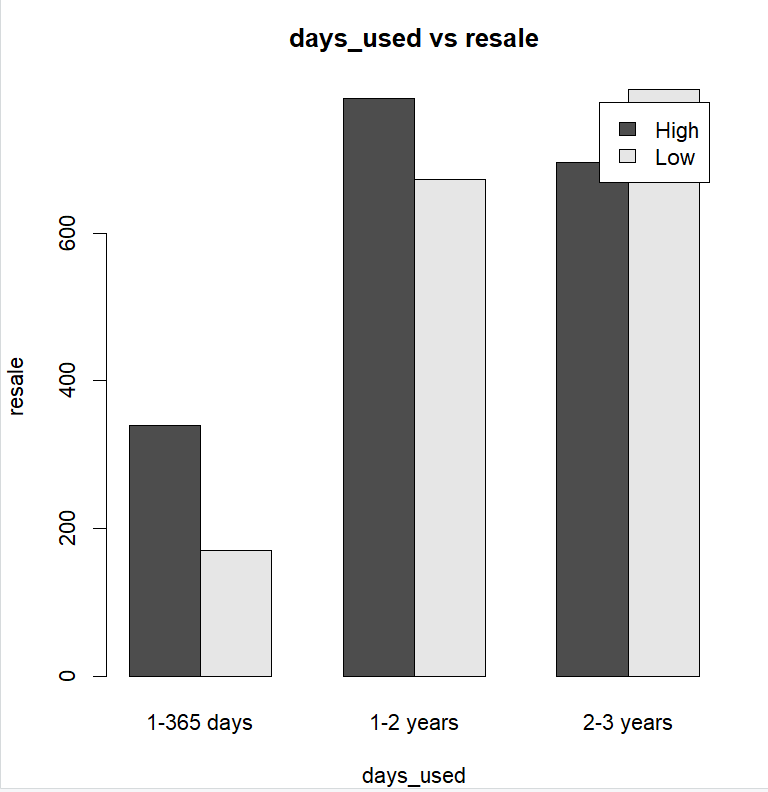 days_used vs resale
High
Low
600
400
200
0
resale
1-365 days
1-2 years
2-3 years
days_used